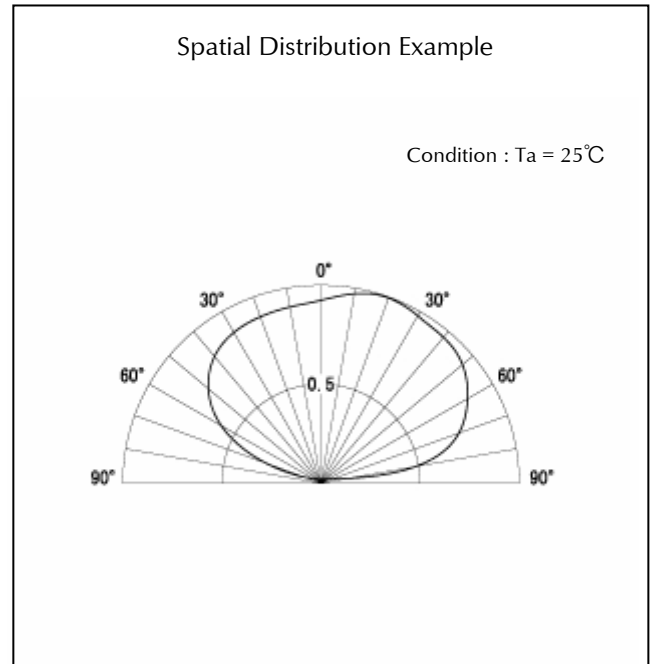 Spatial Distribution Example
Condition : Ta = 25℃
0°
30° 30°
60° 60°
0.5
90° 90°